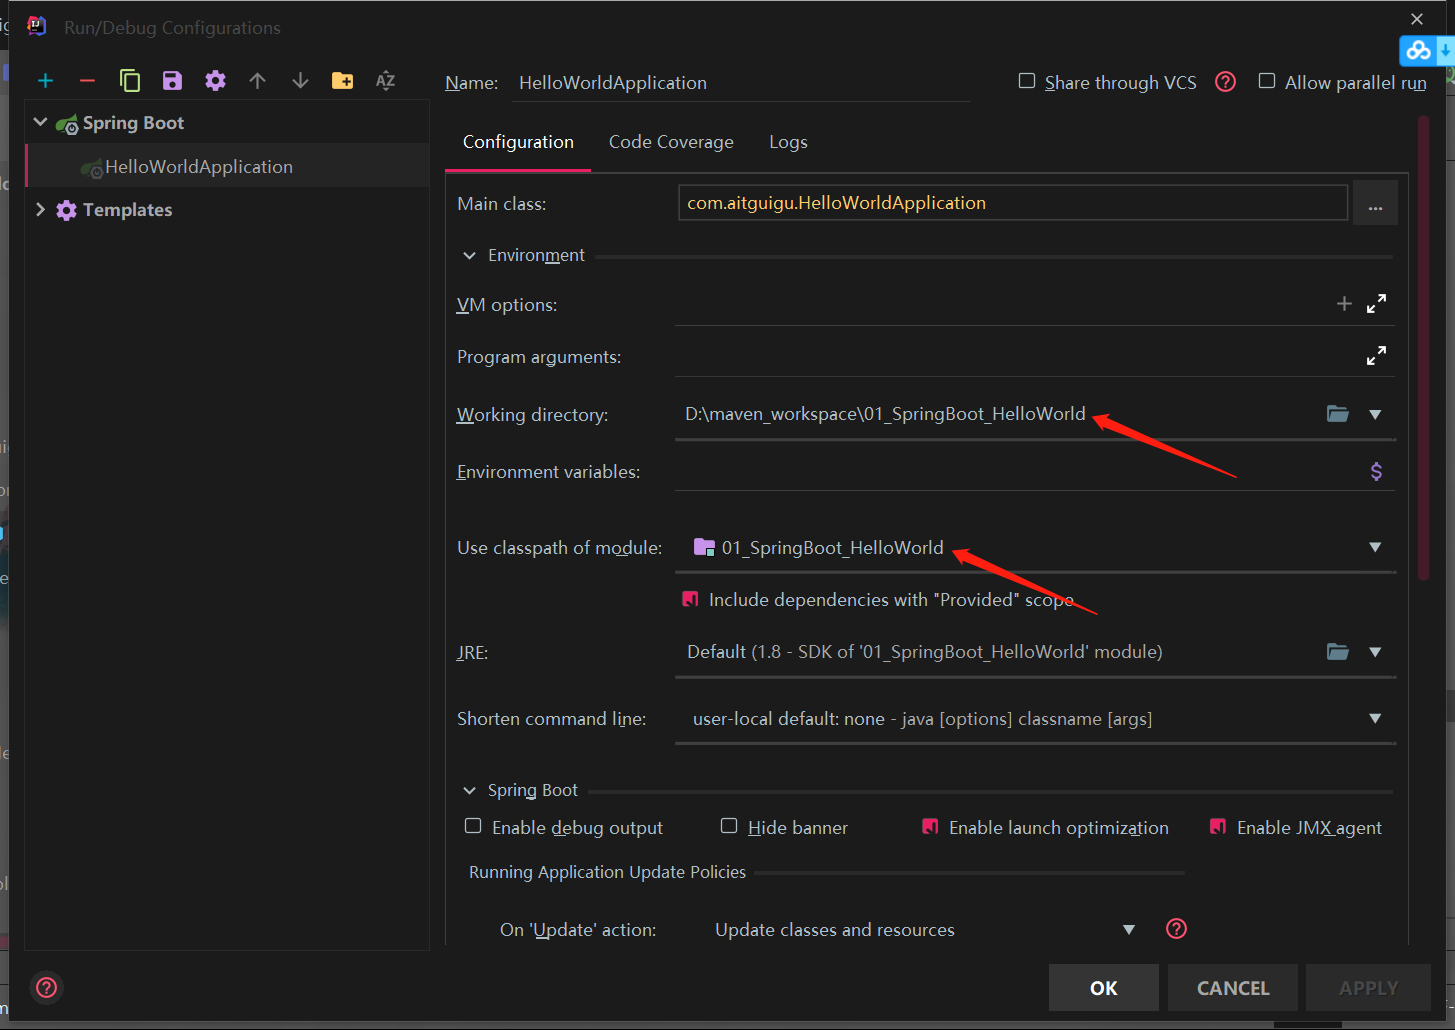 Run/Debug Configurations
Name: HelloWorldApplication
Share through VCS
Allow parallel run
Spring Boot
HelloWorldApplication
Templates
Configuration Code Coverage Logs
Main class: com.aitguigu.HelloWorldApplication ...
Environment
VM options:
Program arguments:
Working directory: D:\maven_workspace\01_SpringBoot_HelloWorld
Environment variables:
Use classpath of module: 01_SpringBoot_HelloWorld
Include dependencies with "Provided" scope
JRE: Default (1.8 - SDK of '01_SpringBoot_HelloWorld' module)
Shorten command line: user-local default: none - java [options] classname [args]
Spring Boot
Enable debug output Hide banner Enable launch optimization Enable JMX agent
Running Application Update Policies
On 'Update' action: Update classes and resources
OK CANCEL APPLY